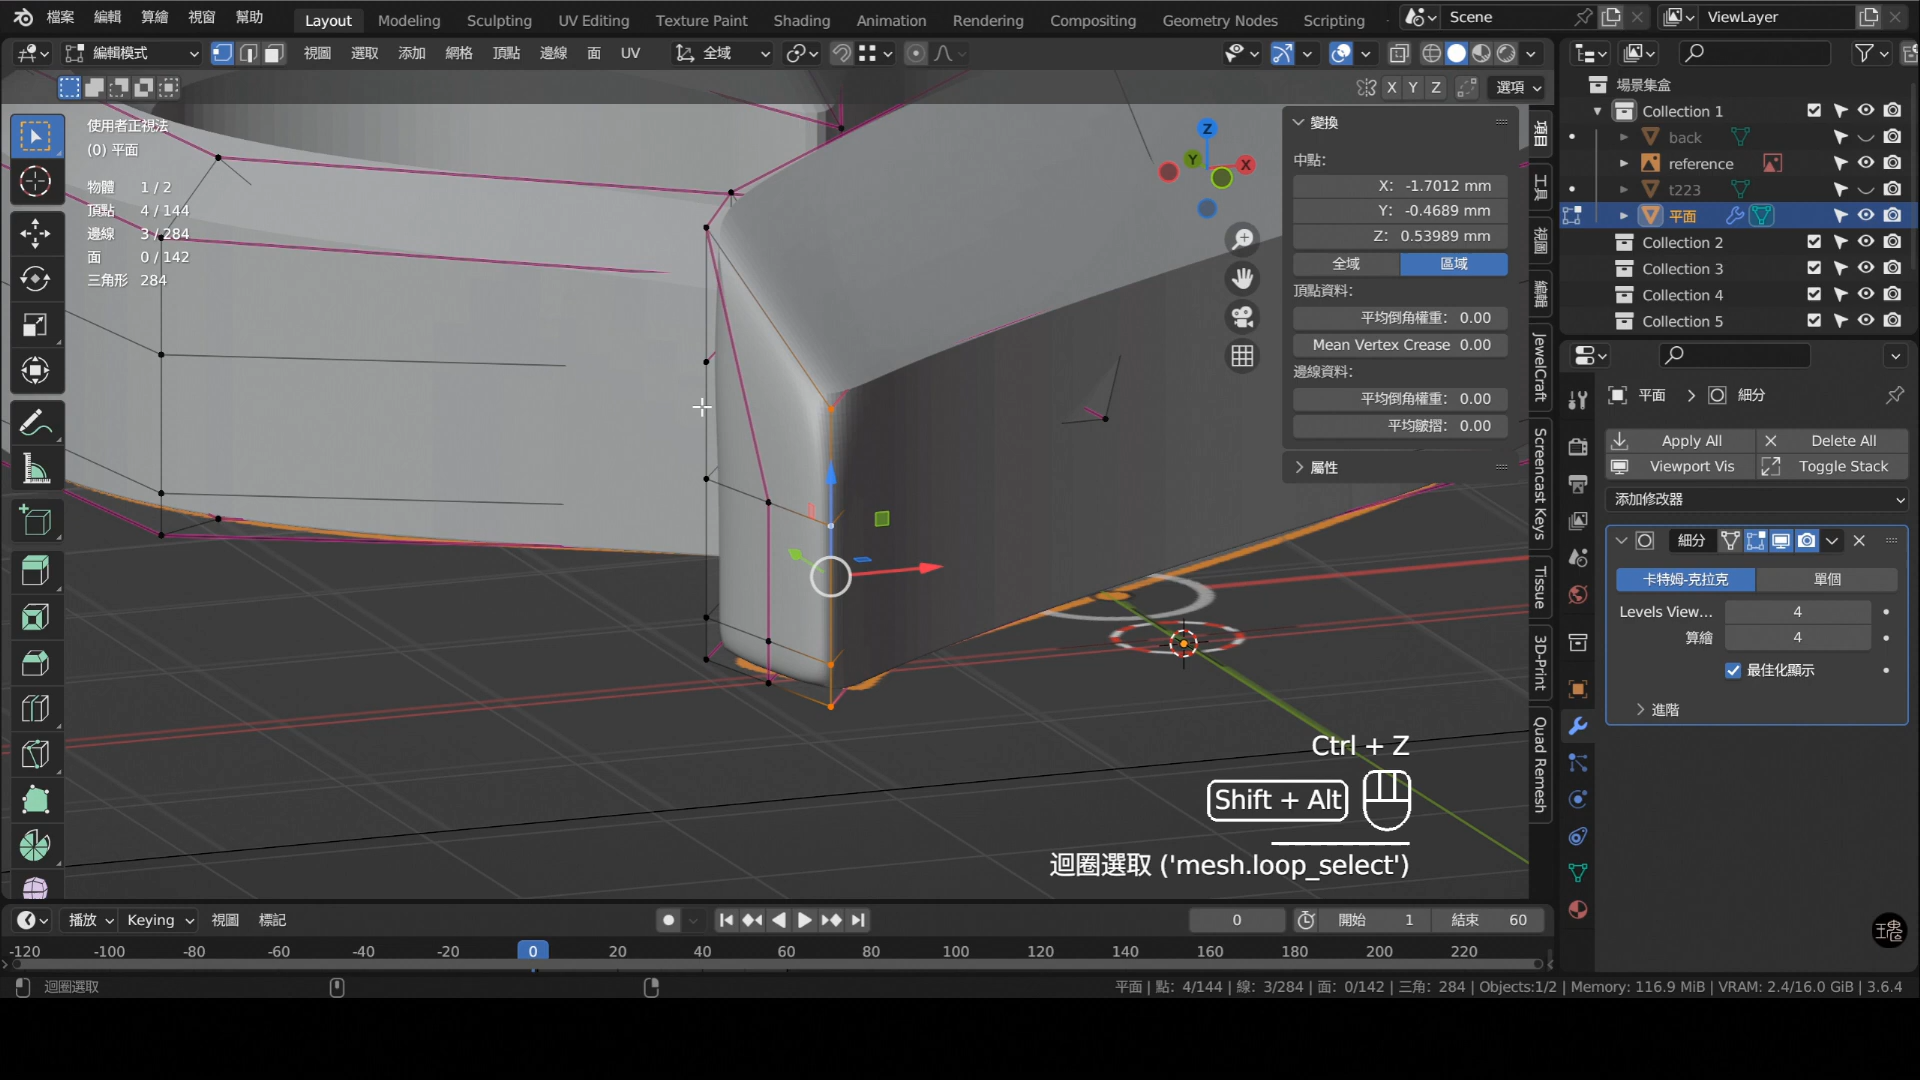 檔案 編輯 算繪 視窗 幫助 Layout Modeling Sculpting UV Editing Texture Paint Shading Animation Rendering Compositing Geometry Nodes Scripting Scene ViewLayer
編輯模式 視圖 選取 添加 網格 頂點 邊線 面 UV 全域
X Y Z 選項
使用者正視法
(0) 平面
物體 1 / 2
頂點 4 / 144
邊線 3 / 284
面 0 / 142
三角形 284
Z
Y
X
變換
中點:
X: -1.7012 mm
Y: -0.4689 mm
Z: 0.53989 mm
全域 區域
頂點資料:
平均倒角權重: 0.00
Mean Vertex Crease 0.00
邊線資料:
平均倒角權重: 0.00
平均皺摺: 0.00
屬性
項目
工具
視圖
編輯
JewelCraft
Screencast Keys
Tissue
3D-Print
Quad Remesh
場景集盒
Collection 1
back
reference
t223
平面
Collection 2
Collection 3
Collection 4
Collection 5
平面 > 細分
Apply All Delete All
Viewport Vis Toggle Stack
添加修改器
細分
卡特姆-克拉克 單個
Levels View... 4
算繪 4
最佳化顯示
進階
Ctrl + Z
Shift + Alt
迴圈選取 ('mesh.loop_select')
播放 Keying 視圖 標記 0 開始 1 結束 60
-120 -100 -80 -60 -40 -20 0 20 40 60 80 100 120 140 160 180 200 220
迴圈選取 平面 | 點: 4/144 | 線: 3/284 | 面: 0/142 | 三角: 284 | Objects:1/2 | Memory: 116.9 MiB | VRAM: 2.4/16.0 GiB | 3.6.4